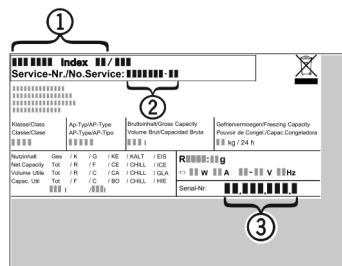 1
Index /
Service-Nr./No.Service: -
2
Klasse/Class Ap-Typ/AP-Type Bruttoinhalt/Gross Capacity Gefriervermoegen/Freezing Capacity
Classe/Clase AP-Type/AP-Tipo Volume Brut/Capacidad Bruta Pouvoir de Congel./Capac.Congeladora
l kg / 24 h
Nutzinhalt Ges / K / G / KE / KALT / EIS
Net.Capacity Tot / R / F / CE / CHILL / ICE
Volume Utile Tot / R / C / CA / CHILL / GLA
Capac. Util Tot / F / C / BO / CHILL / HIE
l / l
R : g
W A - V Hz
Serial-Nr.
3